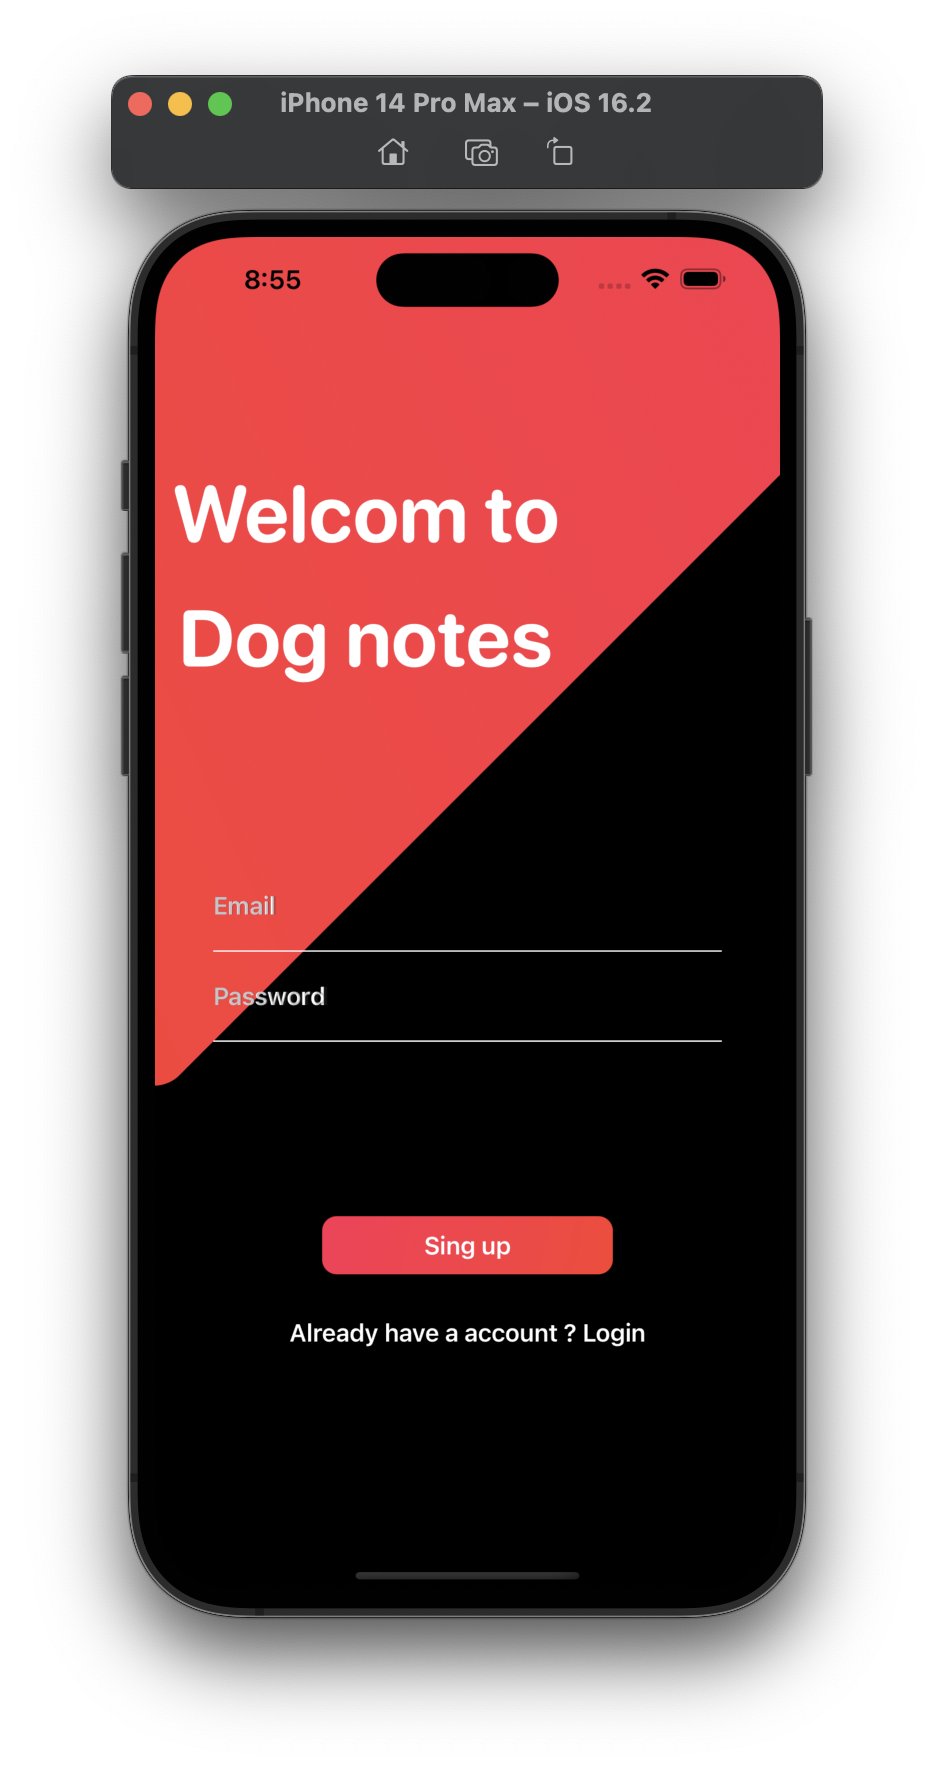 iPhone 14 Pro Max – iOS 16.2
8:55
Welcom to
Dog notes
Email
Password
Sing up
Already have a account ? Login